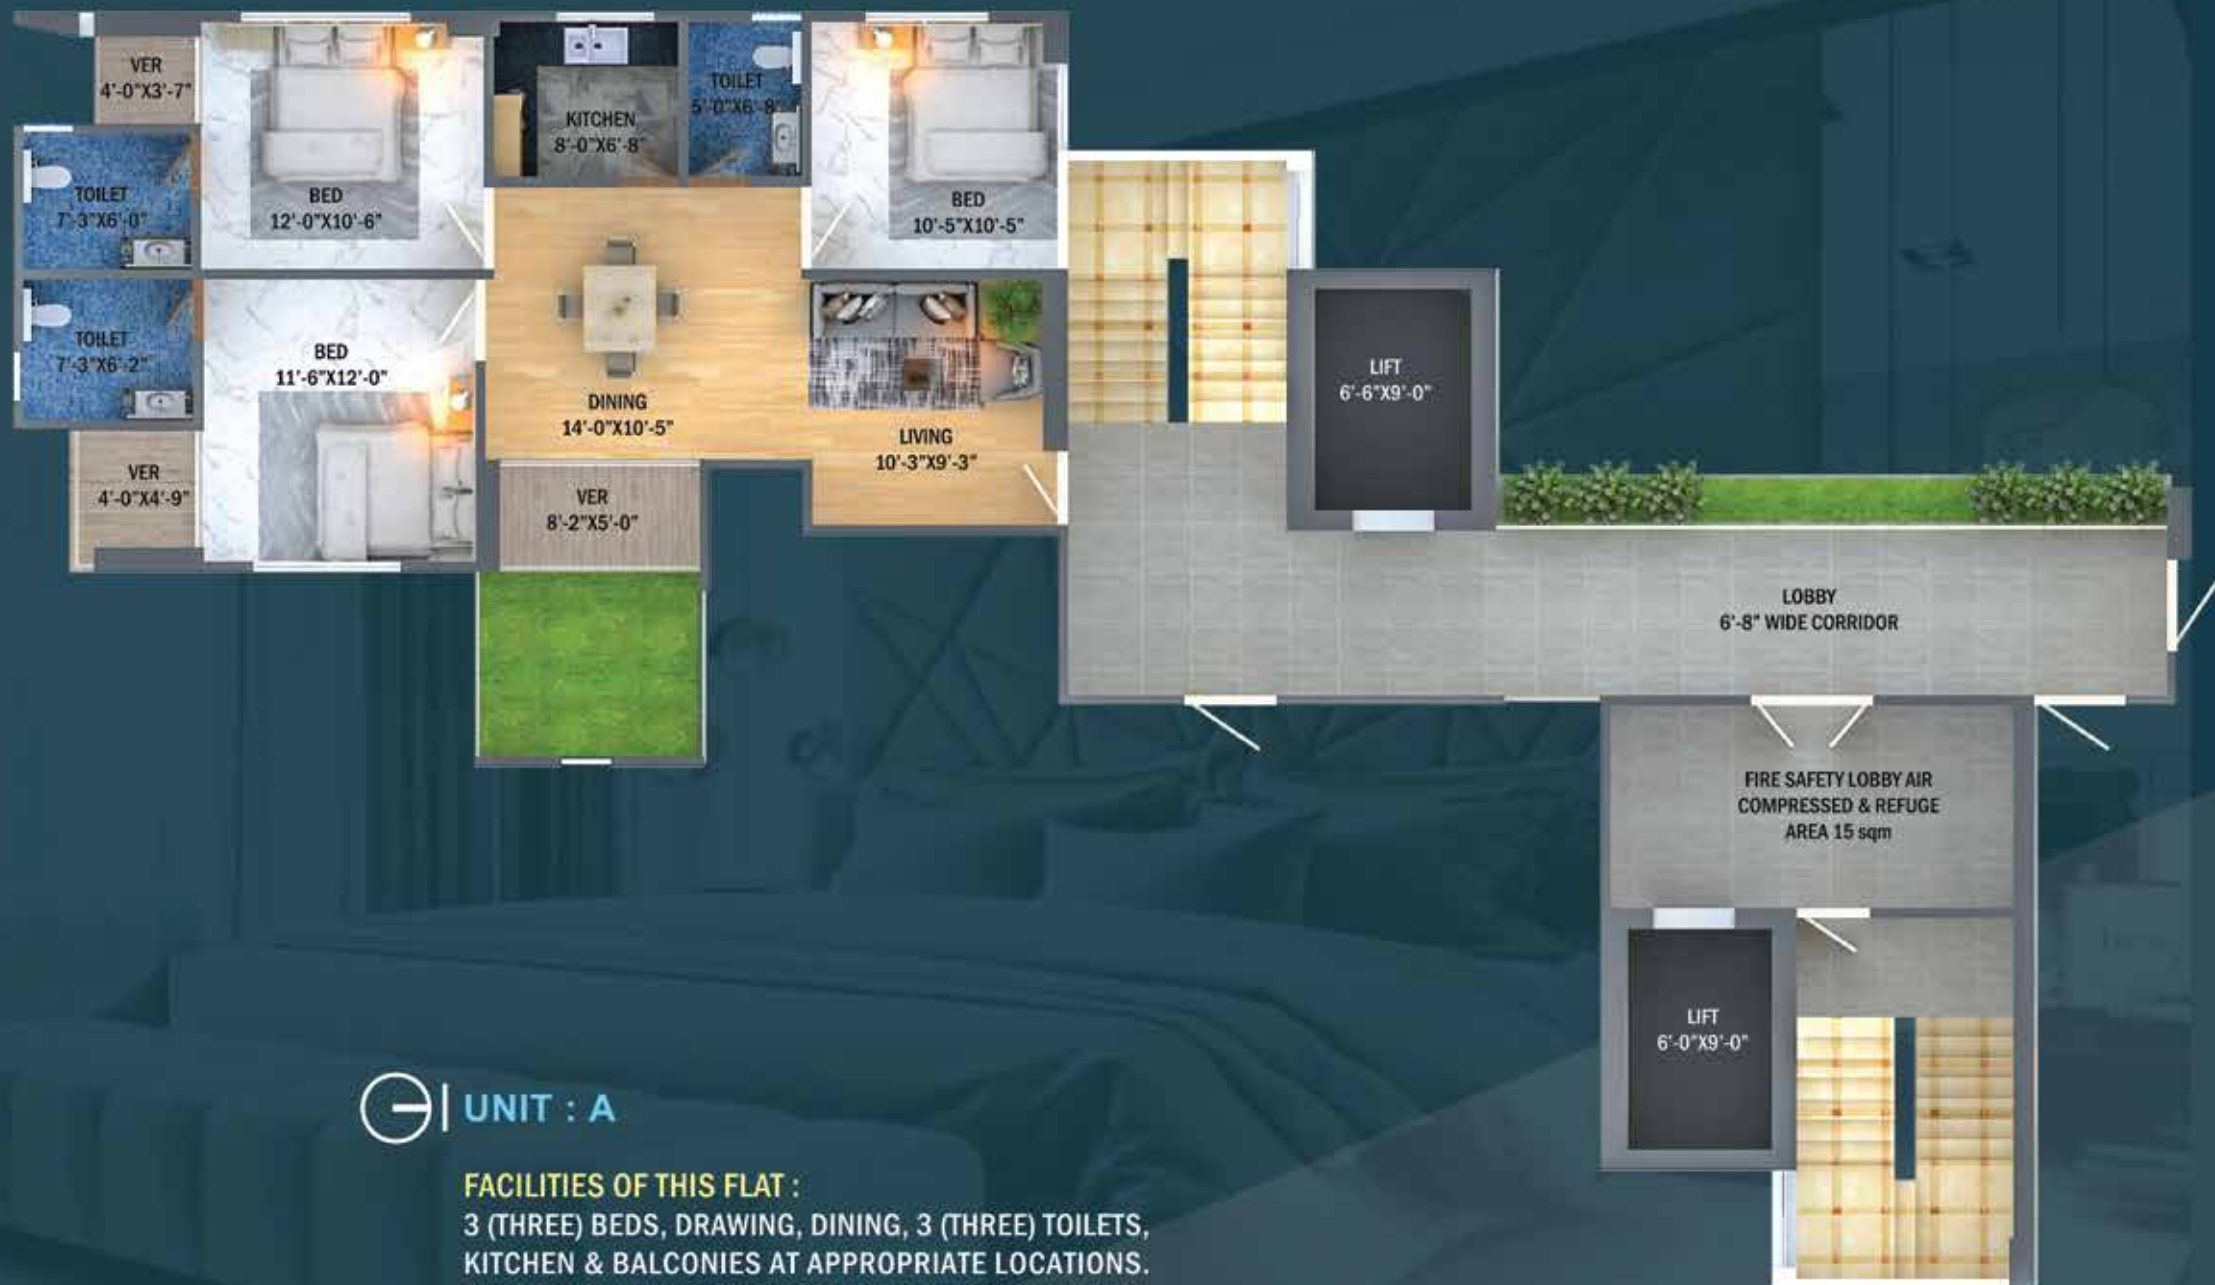 VER
4'-0"X3'-7"
TOILET
7'-3"X6'-0"
BED
12'-0"X10'-6"
KITCHEN
8'-0"X6'-8"
TOILET
5'-0"X6'-8"
BED
10'-5"X10'-5"
TOILET
7'-3"X6'-2"
BED
11'-6"X12'-0"
DINING
14'-0"X10'-5"
LIVING
10'-3"X9'-3"
VER
4'-0"X4'-9"
VER
8'-2"X5'-0"
LIFT
6'-6"X9'-0"
LOBBY
6'-8" WIDE CORRIDOR
FIRE SAFETY LOBBY AIR
COMPRESSED & REFUGE
AREA 15 sqm
LIFT
6'-0"X9'-0"
UNIT : A
FACILITIES OF THIS FLAT :
3 (THREE) BEDS, DRAWING, DINING, 3 (THREE) TOILETS,
KITCHEN & BALCONIES AT APPROPRIATE LOCATIONS.